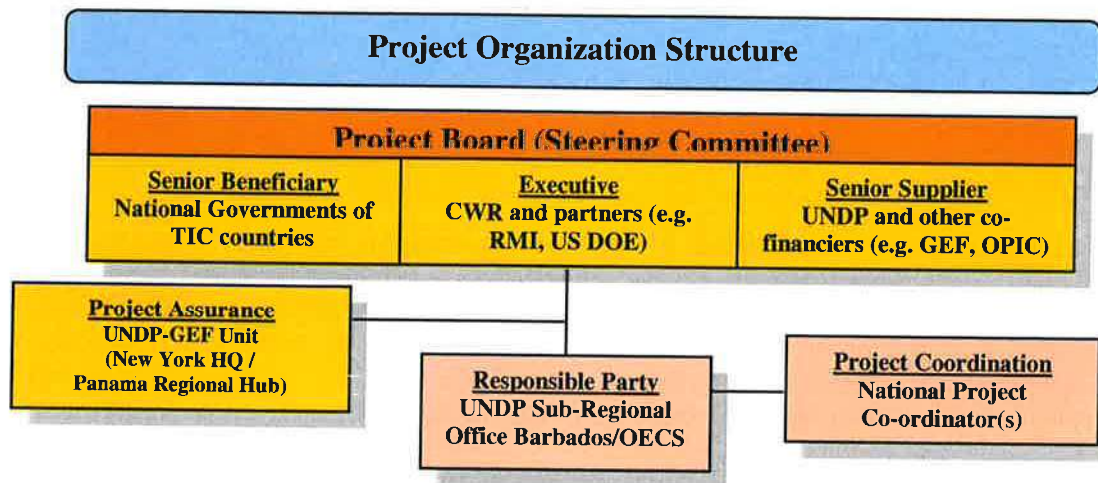 Project Organization Structure
Project Board (Steering Committee)
Senior Beneficiary
National Governments of
TIC countries
Executive
CWR and partners (e.g.
RMI, US DOE)
Senior Supplier
UNDP and other co-
financiers (e.g. GEF, OPIC)
Project Assurance
UNDP-GEF Unit
(New York HQ /
Panama Regional Hub)
Responsible Party
UNDP Sub-Regional
Office Barbados/OECS
Project Coordination
National Project
Co-ordinator(s)